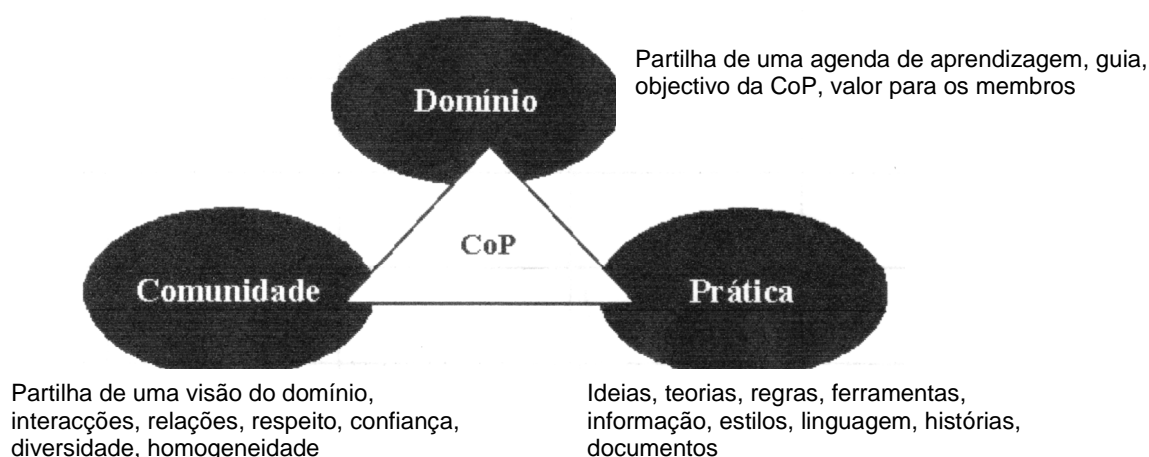 Domínio
Partilha de uma agenda de aprendizagem, guia,
objectivo da CoP, valor para os membros
CoP
Comunidade
Prática
Partilha de uma visão do domínio,
interacções, relações, respeito, confiança,
diversidade, homogeneidade
Ideias, teorias, regras, ferramentas,
informação, estilos, linguagem, histórias,
documentos